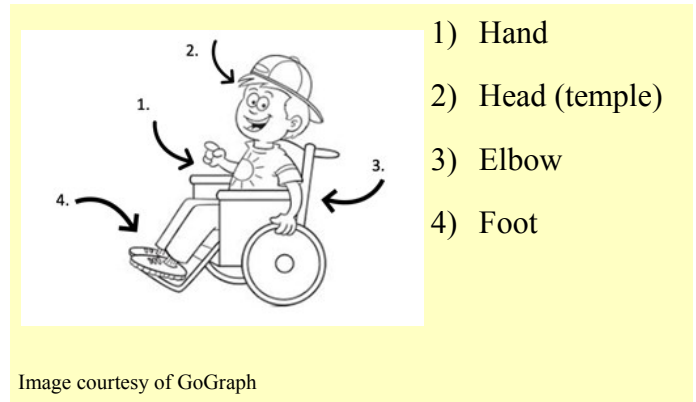 2.
1.
3.
4.
1) Hand
2) Head (temple)
3) Elbow
4) Foot
Image courtesy of GoGraph